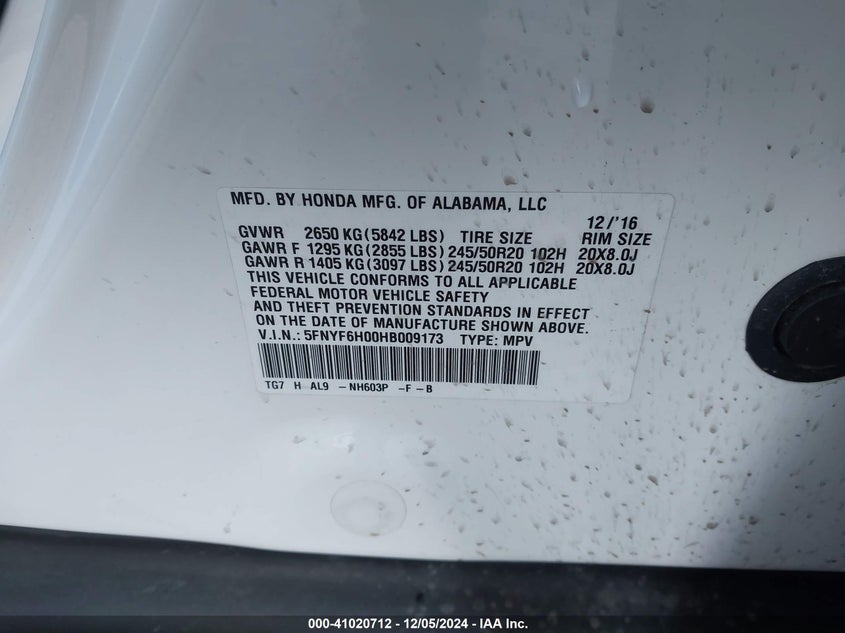 MFD. BY HONDA MFG. OF ALABAMA, LLC
12/'16
GVWR 2650 KG(5842 LBS) TIRE SIZE RIM SIZE
GAWR F 1295 KG(2855 LBS)245/50R20 102H 20X8.0J
GAWR R 1405 KG(3097 LBS)245/50R20 102H 20X8.0J
THIS VEHICLE CONFORMS TO ALL APPLICABLE
FEDERAL MOTOR VEHICLE SAFETY
AND THEFT PREVENTION STANDARDS IN EFFECT
ON THE DATE OF MANUFACTURE SHOWN ABOVE.
V.I.N.: 5FNYF6H00HB009173 TYPE: MPV
TG7 H AL9 -NH603P -F-B
000-41020712 - 12/05/2024 - IAA Inc.